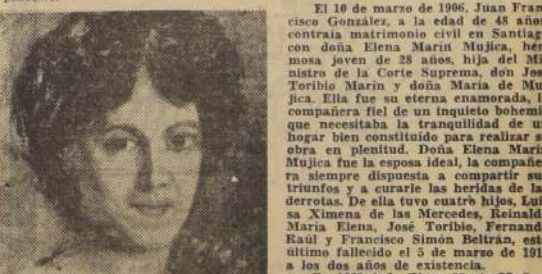 El 10 de marzo de 1906, Juan Fran
cisco González, a la edad de 48 años
contraía matrimonio civil en Santiag
con doña Elena Marín Mujica, her
mosa joven de 28 años, hija del Mi
nistro de la Corte Suprema, don Jos
Toribio Marín y doña María de Mu
jica. Ella fue su eterna enamorada, l
compañera fiel de un inquieto bohemi
que necesitaba la tranquilidad de u
hogar bien constituído para realizar s
obra en plenitud. Doña Elena Marí
Mujica fue la esposa ideal, la compañe
ra siempre dispuesta a compartir su
triunfos y a curarle las heridas de la
derrotas. De ella tuvo cuatro hijos, Lui
sa Ximena de las Mercedes, Reinald
María Elena, José Toribio, Fernand
Raúl y Francisco Simón Beltrán, est
último fallecido el 5 de marzo de 191
a los dos años de existencia.